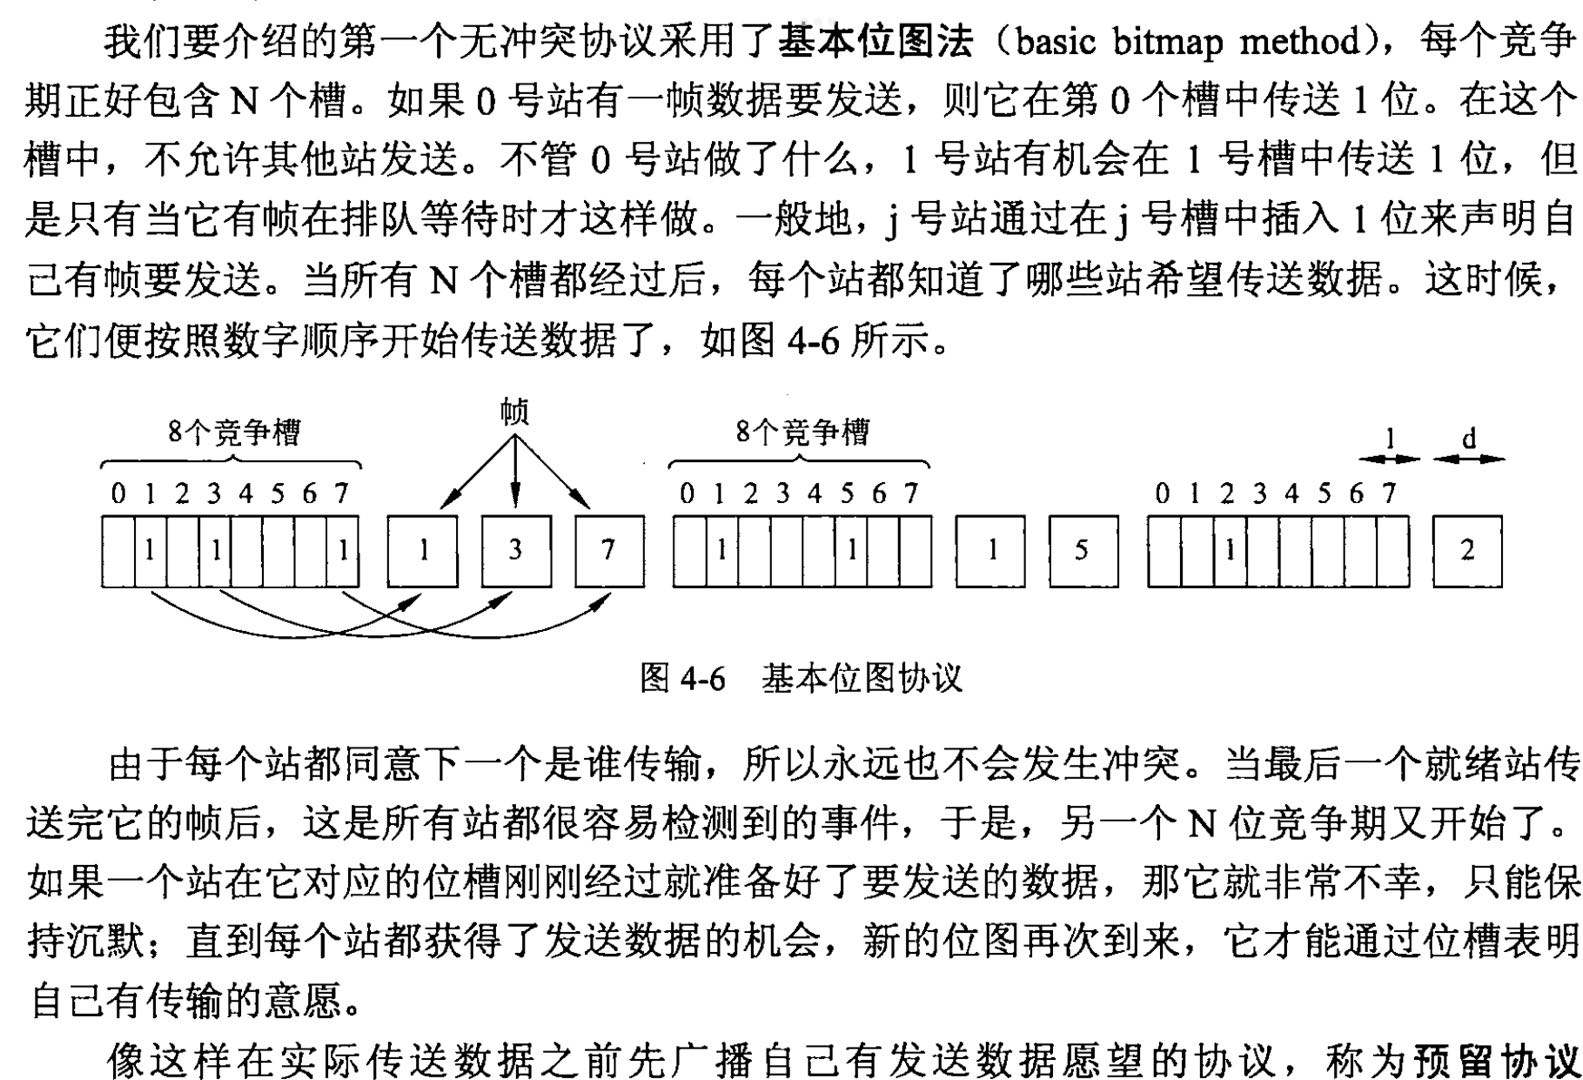 我们要介绍的第一个无冲突协议采用了基本位图法（basic bitmap method），每个竞争
期正好包含 N 个槽。如果 0 号站有一帧数据要发送，则它在第 0 个槽中传送 1 位。在这个
槽中，不允许其他站发送。不管 0 号站做了什么，1 号站有机会在 1 号槽中传送 1 位，但
是只有当它有帧在排队等待时才这样做。一般地，j 号站通过在 j 号槽中插入 1 位来声明自
己有帧要发送。当所有 N 个槽都经过后，每个站都知道了哪些站希望传送数据。这时候，
它们便按照数字顺序开始传送数据了，如图 4-6 所示。
帧
8个竞争槽 8个竞争槽 1 d
0 1 2 3 4 5 6 7 0 1 2 3 4 5 6 7 0 1 2 3 4 5 6 7
1 1 1 1 3 7 1 1 1 5 1 2
图 4-6 基本位图协议
由于每个站都同意下一个是谁传输，所以永远也不会发生冲突。当最后一个就绪站传
送完它的帧后，这是所有站都很容易检测到的事件，于是，另一个 N 位竞争期又开始了。
如果一个站在它对应的位槽刚刚经过就准备好了要发送的数据，那它就非常不幸，只能保
持沉默；直到每个站都获得了发送数据的机会，新的位图再次到来，它才能通过位槽表明
自己有传输的意愿。
像这样在实际传送数据之前先广播自己有发送数据愿望的协议，称为预留协议